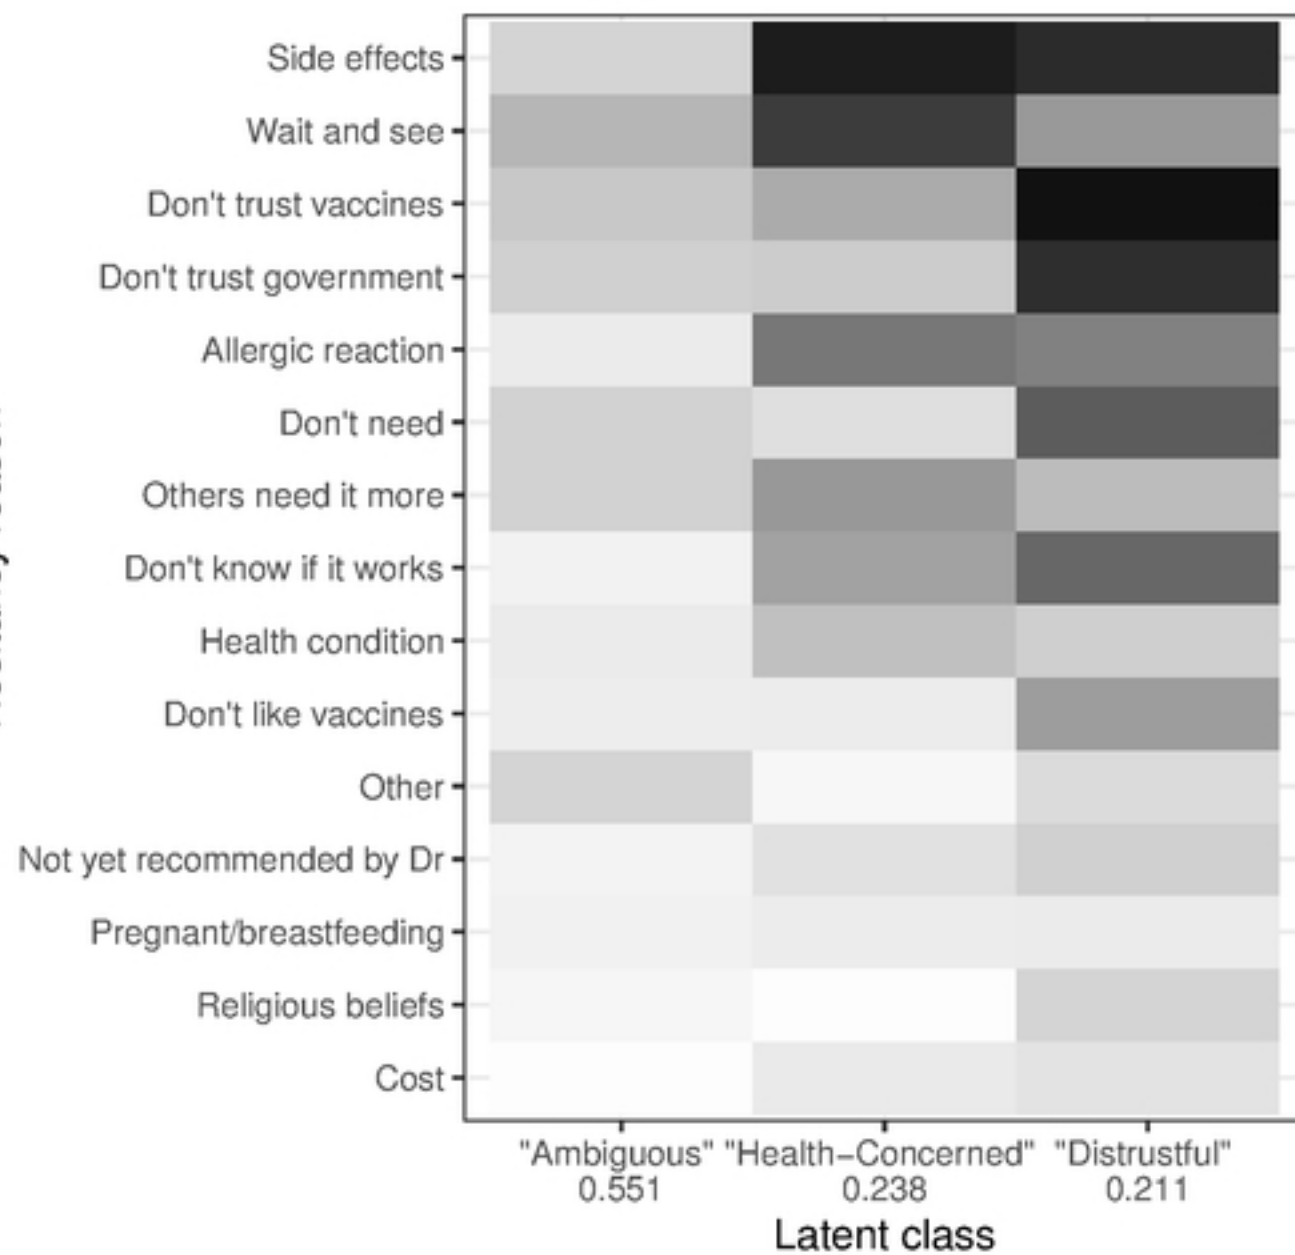 Side effects
Wait and see
Don't trust vaccines
Don't trust government
Allergic reaction
Don't need
Others need it more
Don't know if it works
Health condition
Don't like vaccines
Other
Not yet recommended by Dr
Pregnant/breastfeeding
Religious beliefs
Cost
"Ambiguous" "Health−Concerned" "Distrustful"
0.551 0.238 0.211
Latent class